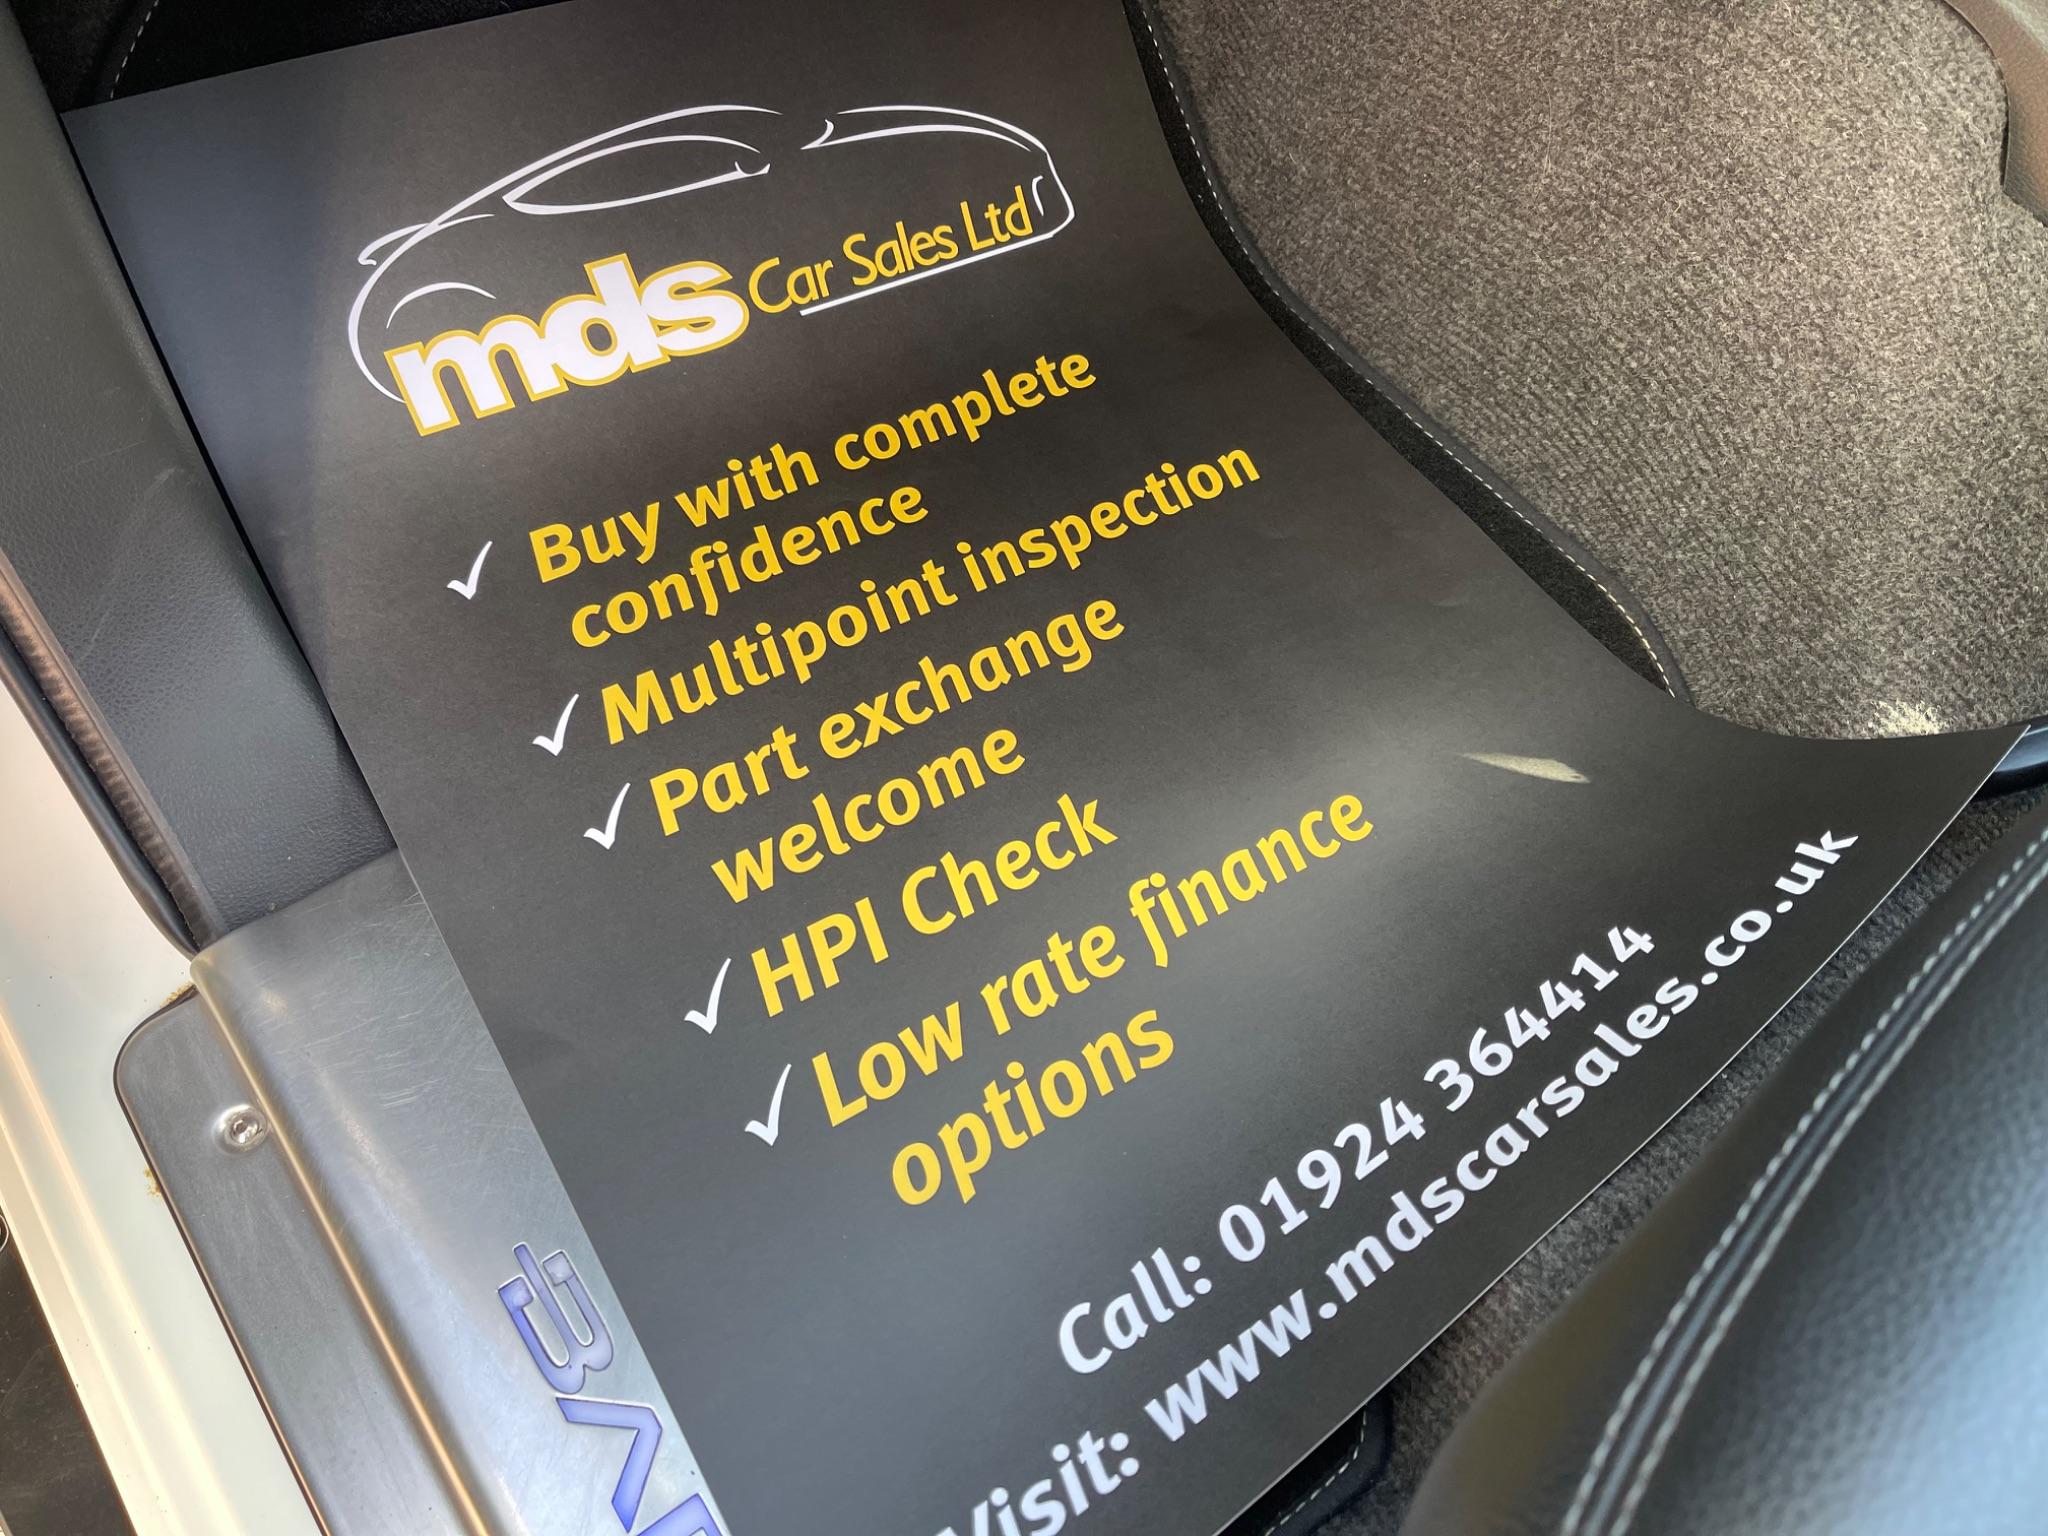 mds Car Sales Ltd
✓ Buy with complete
confidence
✓ Multipoint inspection
✓ Part exchange
welcome
✓ HPI Check
✓ Low rate finance
options
Call: 01924 364414
Visit: www.mdscarsales.co.uk